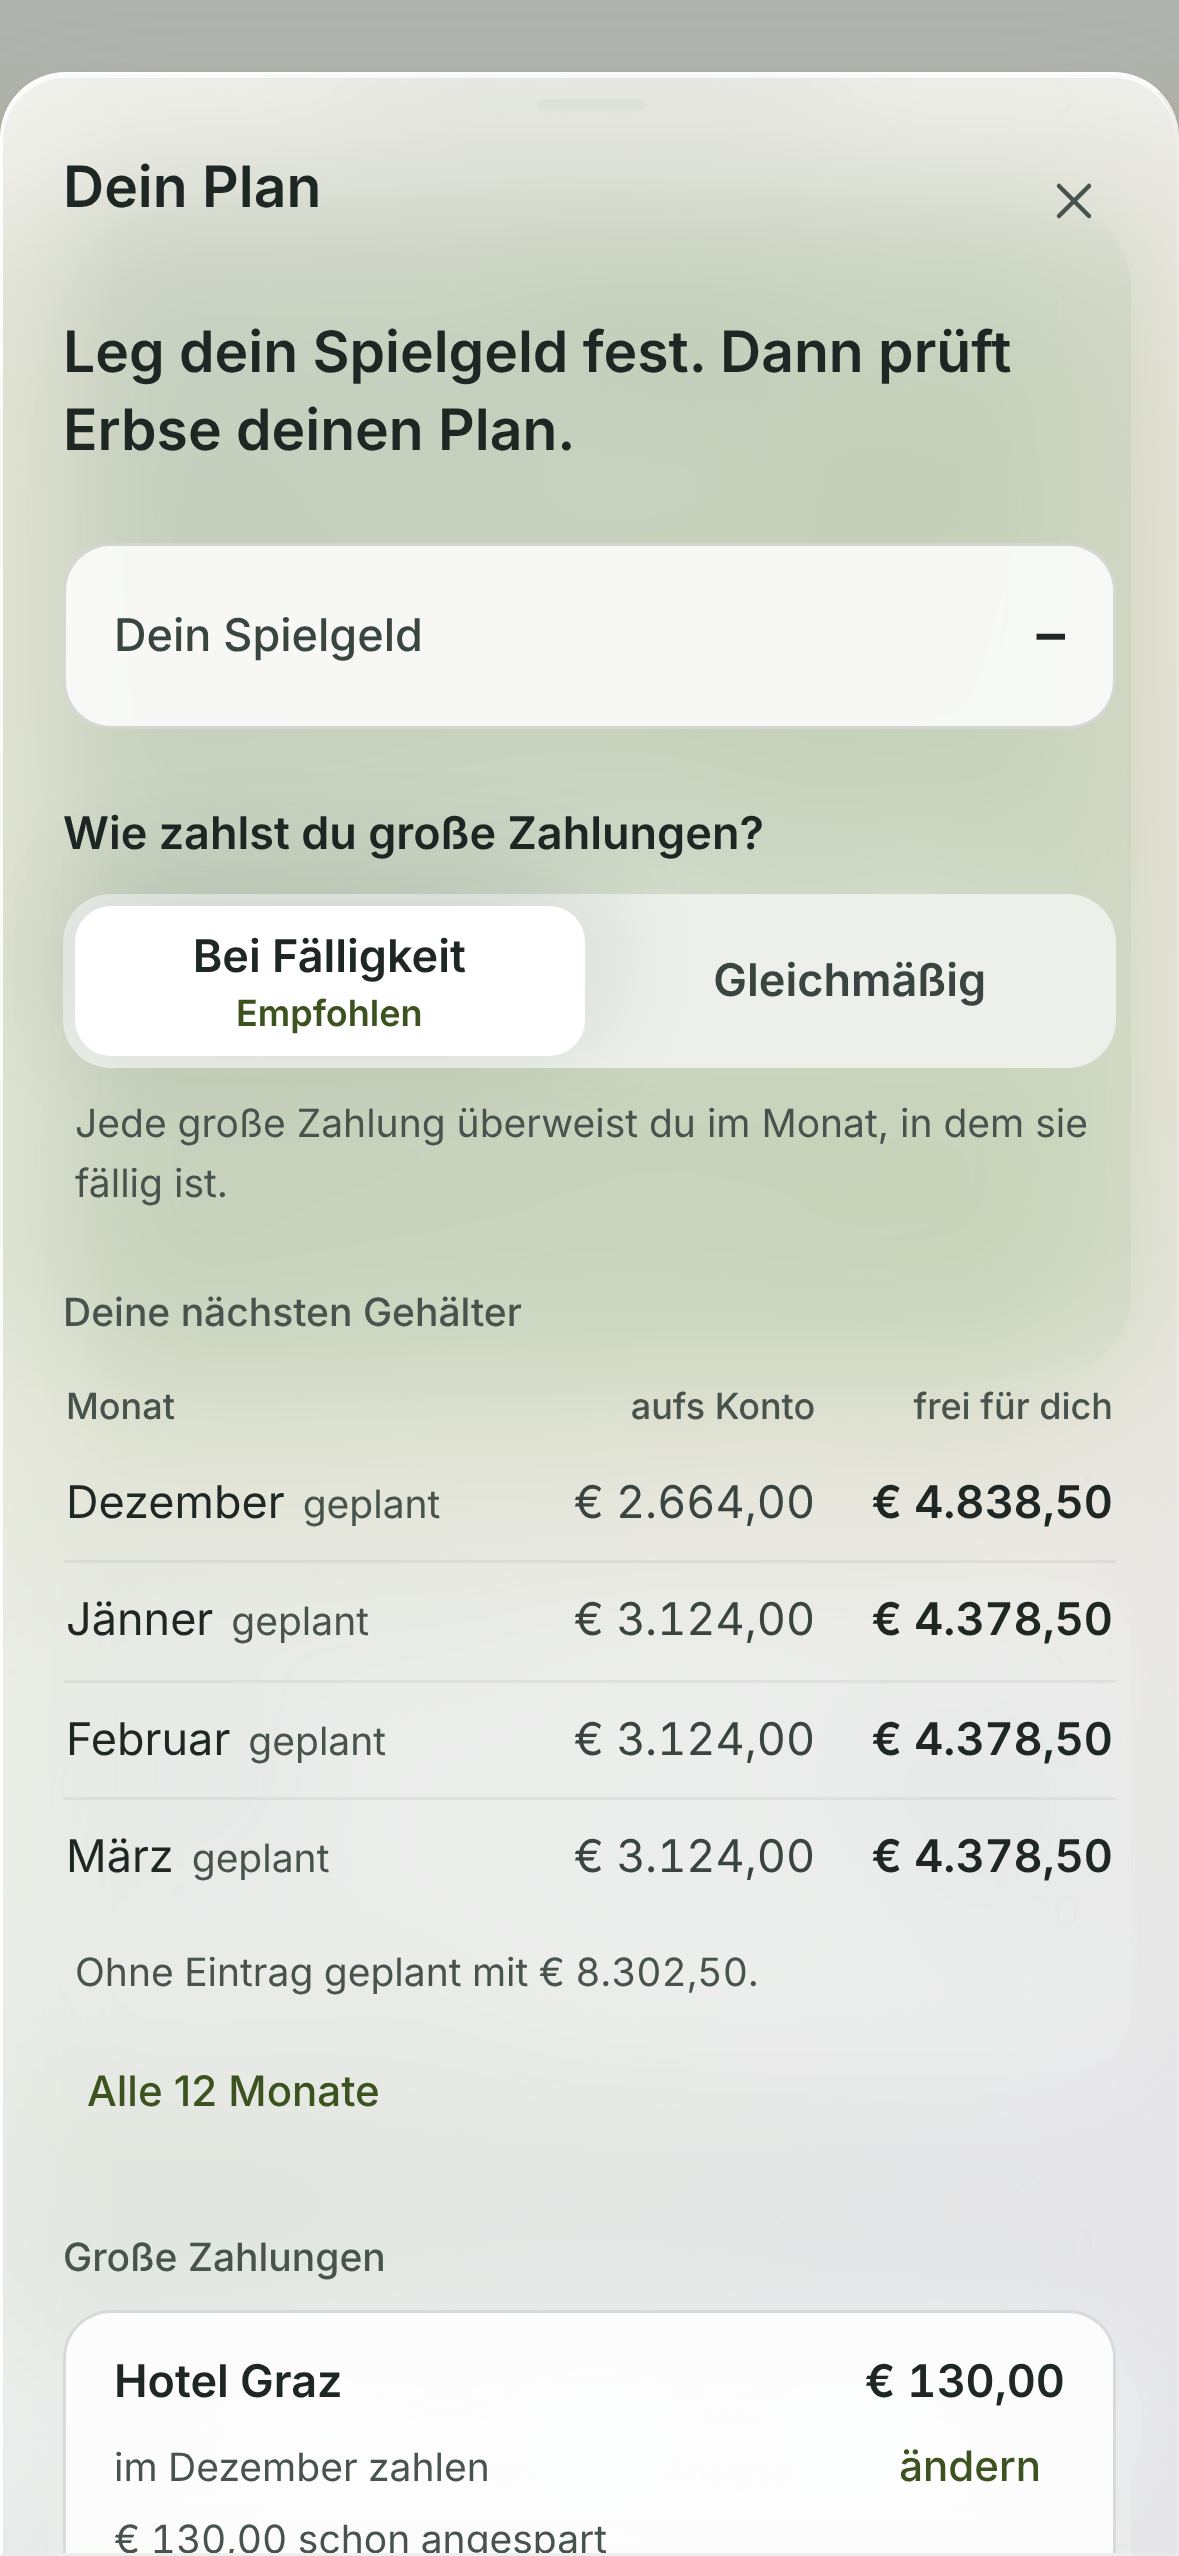 Dein Plan
Leg dein Spielgeld fest. Dann prüft
Erbse deinen Plan.
Dein Spielgeld –
Wie zahlst du große Zahlungen?
Bei Fälligkeit
Empfohlen
Gleichmäßig
Jede große Zahlung überweist du im Monat, in dem sie
fällig ist.
Deine nächsten Gehälter
Monat aufs Konto frei für dich
Dezember geplant € 2.664,00 € 4.838,50
Jänner geplant € 3.124,00 € 4.378,50
Februar geplant € 3.124,00 € 4.378,50
März geplant € 3.124,00 € 4.378,50
Ohne Eintrag geplant mit € 8.302,50.
Alle 12 Monate
Große Zahlungen
Hotel Graz € 130,00
im Dezember zahlen ändern
€ 130,00 schon angespart